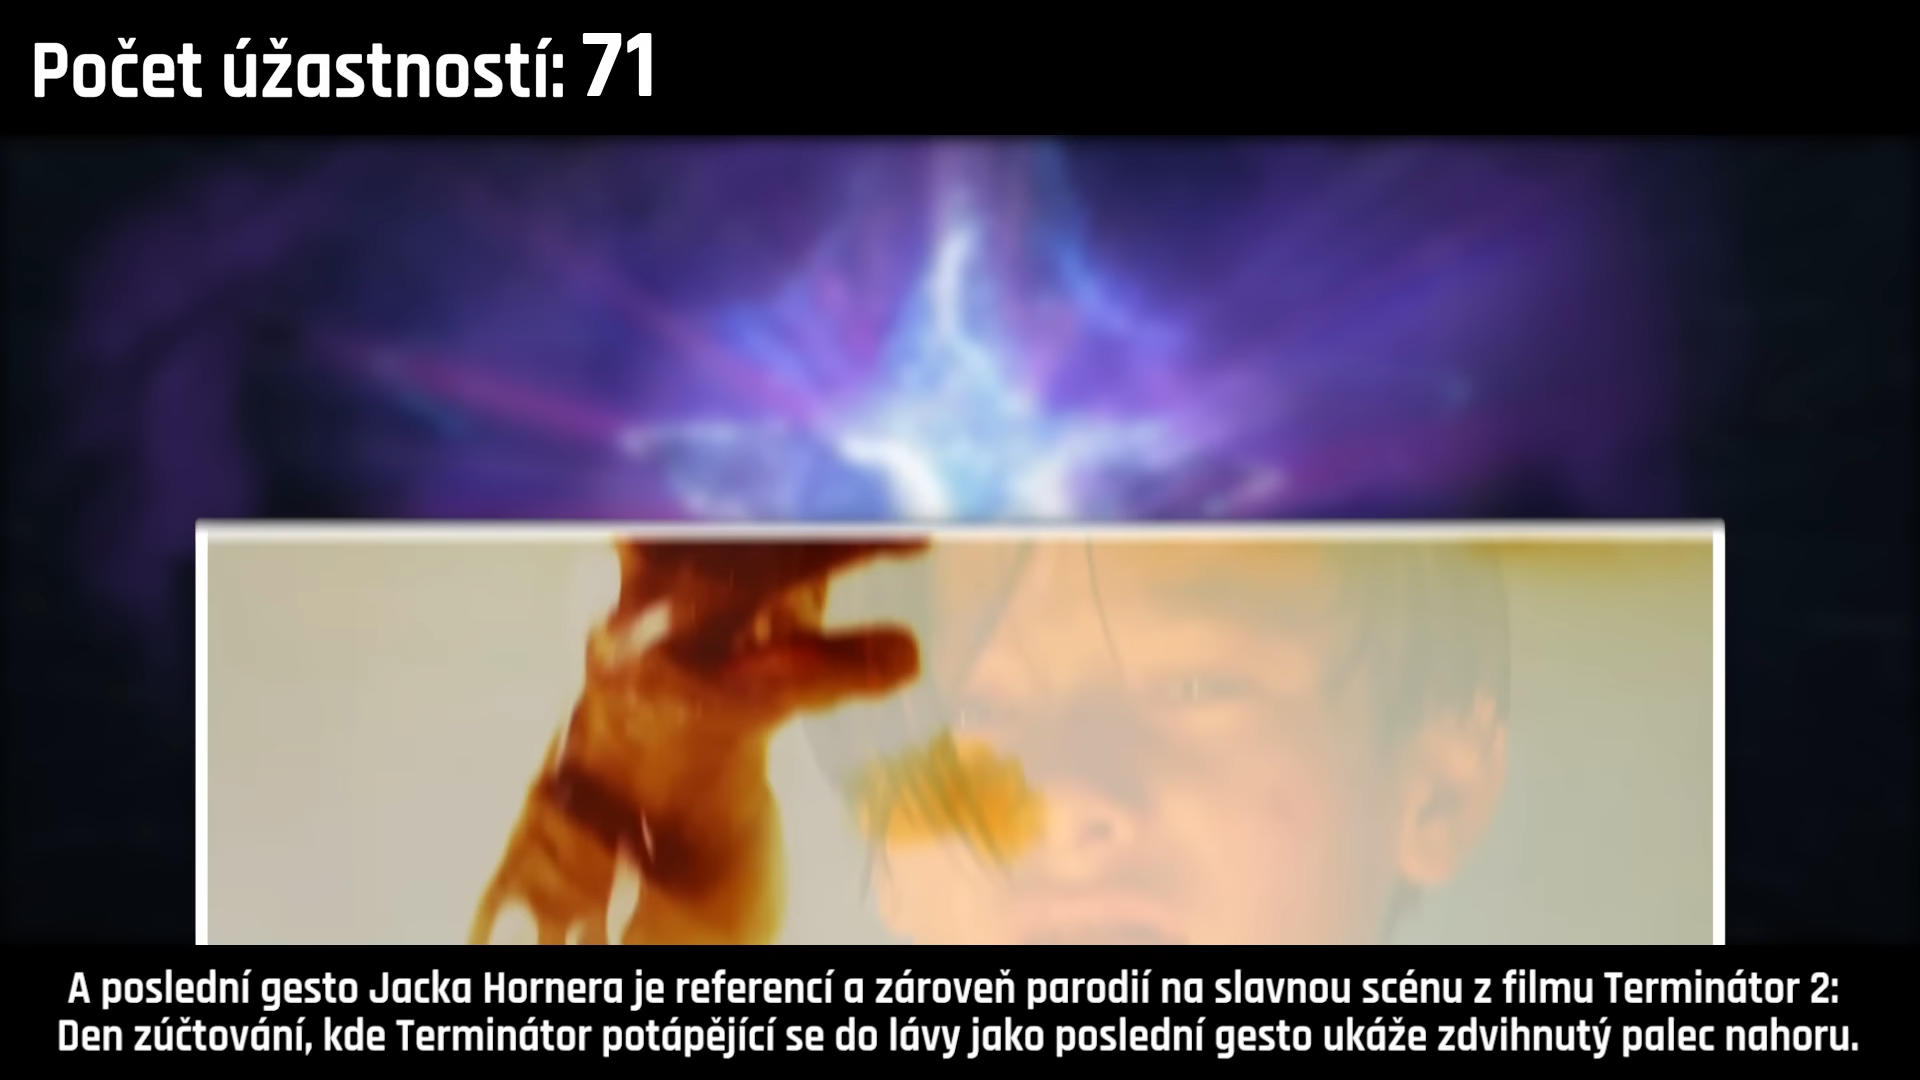 Počet úžastností: 71
A poslední gesto Jacka Hornera je referencí a zároveň parodií na slavnou scénu z filmu Terminátor 2:
Den zúčtování, kde Terminátor potápějící se do lávy jako poslední gesto ukáže zdvihnutý palec nahoru.